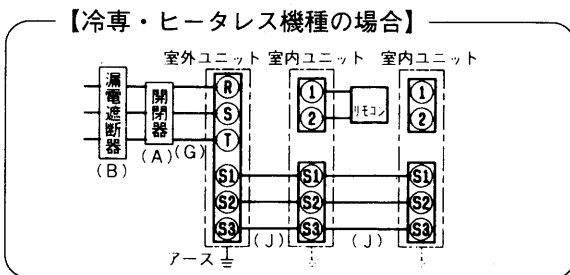 【冷専・ヒータレス機種の場合】
室外ユニット 室内ユニット 室内ユニット
漏電遮断器
(B)
開閉器
(A)
(G)
R
S
T
S1
S2
S3
アース
1
2
リモコン
S1
S2
S3
(J)
(J)
1
2
S1
S2
S3